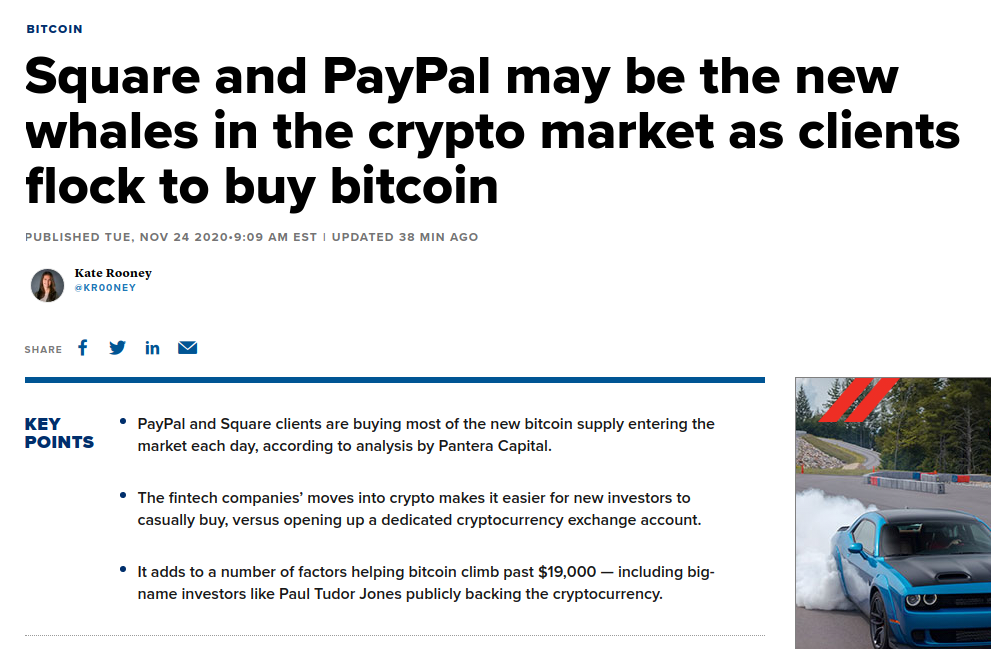 BITCOIN
Square and PayPal may be the new
whales in the crypto market as clients
flock to buy bitcoin
PUBLISHED TUE, NOV 24 2020•9:09 AM EST | UPDATED 38 MIN AGO
Kate Rooney
@KR00NEY
SHARE
KEY
POINTS
• PayPal and Square clients are buying most of the new bitcoin supply entering the
market each day, according to analysis by Pantera Capital.
• The fintech companies’ moves into crypto makes it easier for new investors to
casually buy, versus opening up a dedicated cryptocurrency exchange account.
• It adds to a number of factors helping bitcoin climb past $19,000 — including big-
name investors like Paul Tudor Jones publicly backing the cryptocurrency.